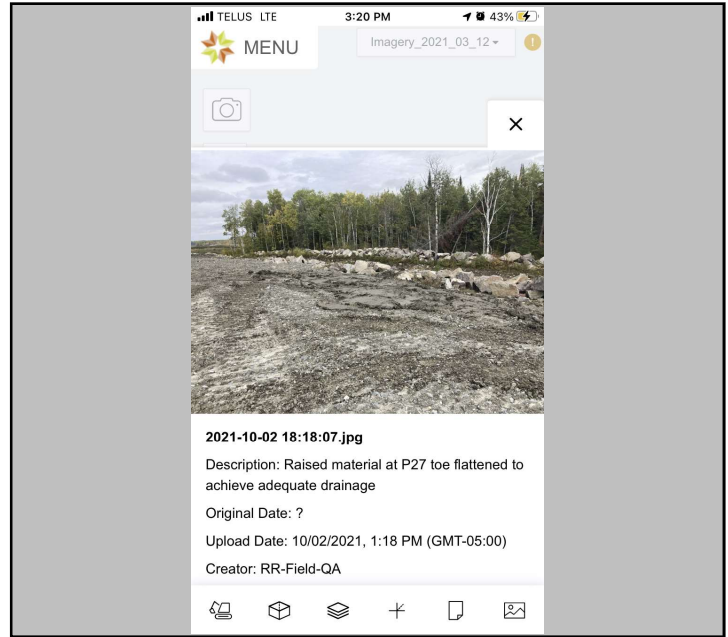 TELUS LTE 3:20 PM 43%
MENU Imagery_2021_03_12
2021-10-02 18:18:07.jpg
Description: Raised material at P27 toe flattened to
achieve adequate drainage
Original Date: ?
Upload Date: 10/02/2021, 1:18 PM (GMT-05:00)
Creator: RR-Field-QA